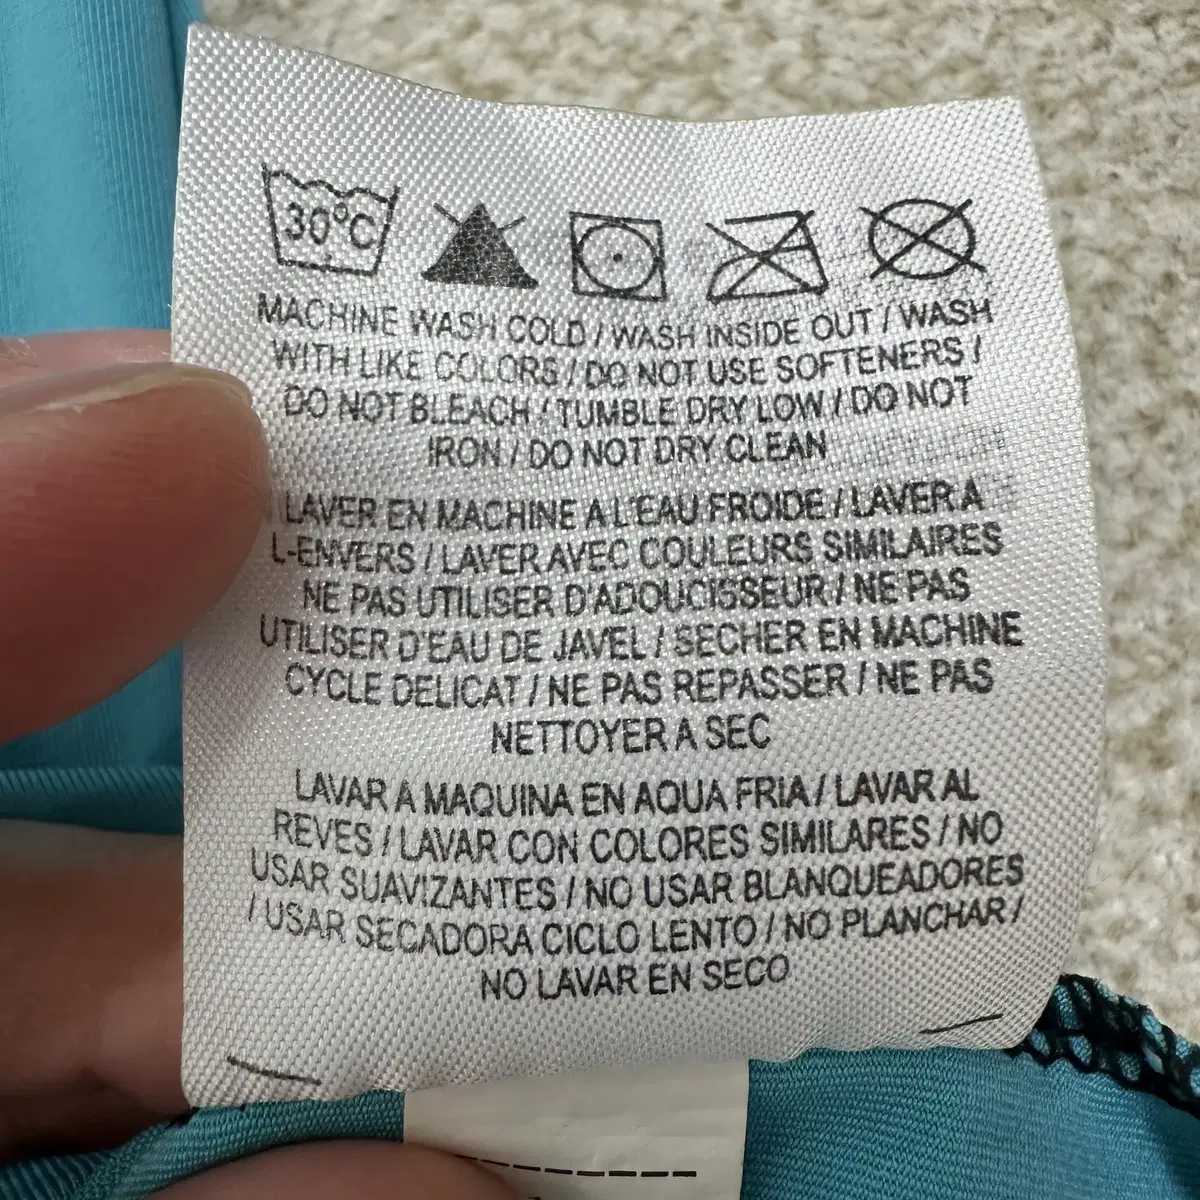 30°C
MACHINE WASH COLD / WASH INSIDE OUT / WASH
WITH LIKE COLORS / DO NOT USE SOFTENERS /
DO NOT BLEACH / TUMBLE DRY LOW / DO NOT
IRON / DO NOT DRY CLEAN
LAVER EN MACHINE A L'EAU FROIDE / LAVER A
L-ENVERS / LAVER AVEC COULEURS SIMILAIRES
NE PAS UTILISER D'ADOUCISSEUR / NE PAS
UTILISER D'EAU DE JAVEL / SECHER EN MACHINE
CYCLE DELICAT / NE PAS REPASSER / NE PAS
NETTOYER A SEC
LAVAR A MAQUINA EN AQUA FRIA / LAVAR AL
REVES / LAVAR CON COLORES SIMILARES / NO
USAR SUAVIZANTES / NO USAR BLANQUEADORES
/ USAR SECADORA CICLO LENTO / NO PLANCHAR /
NO LAVAR EN SECO